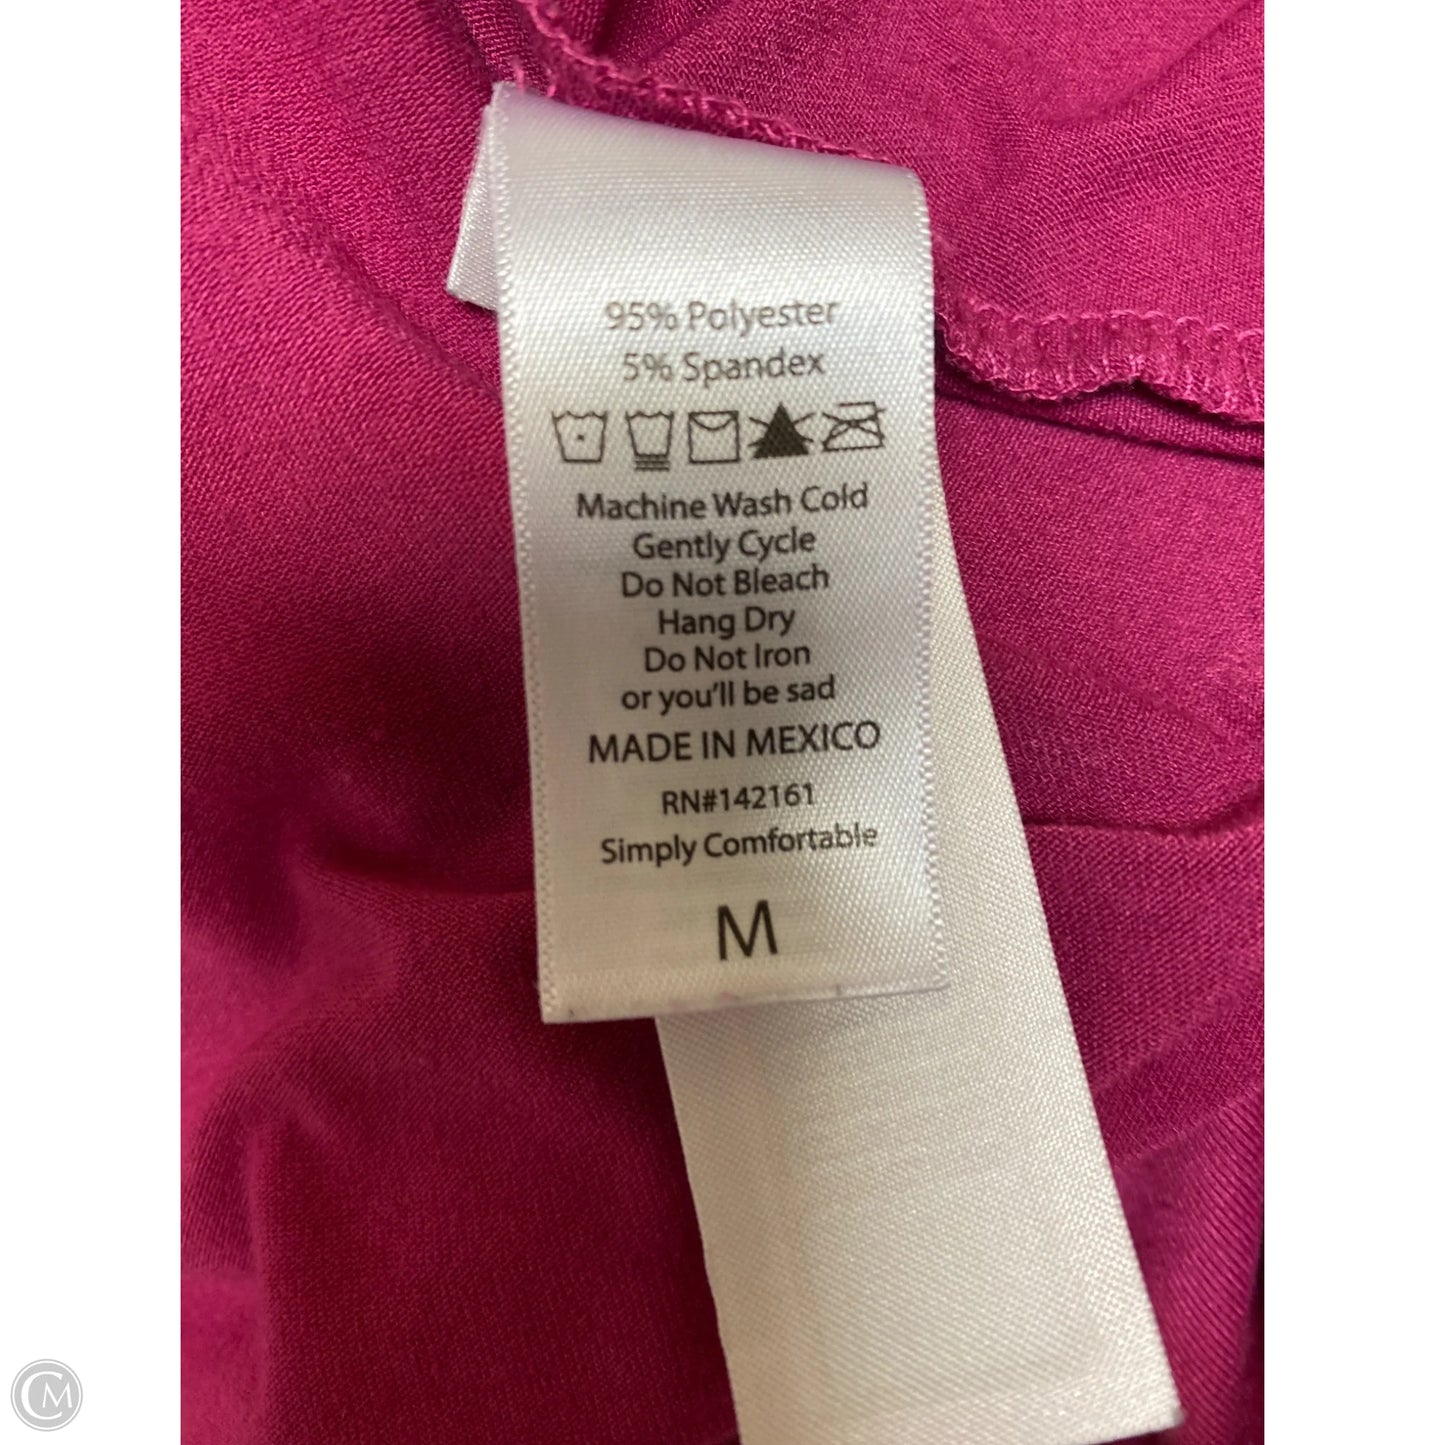 95% Polyester
5% Spandex
Machine Wash Cold
Gently Cycle
Do Not Bleach
Hang Dry
Do Not Iron
or you'll be sad
MADE IN MEXICO
RN#142161
Simply Comfortable
M
CM